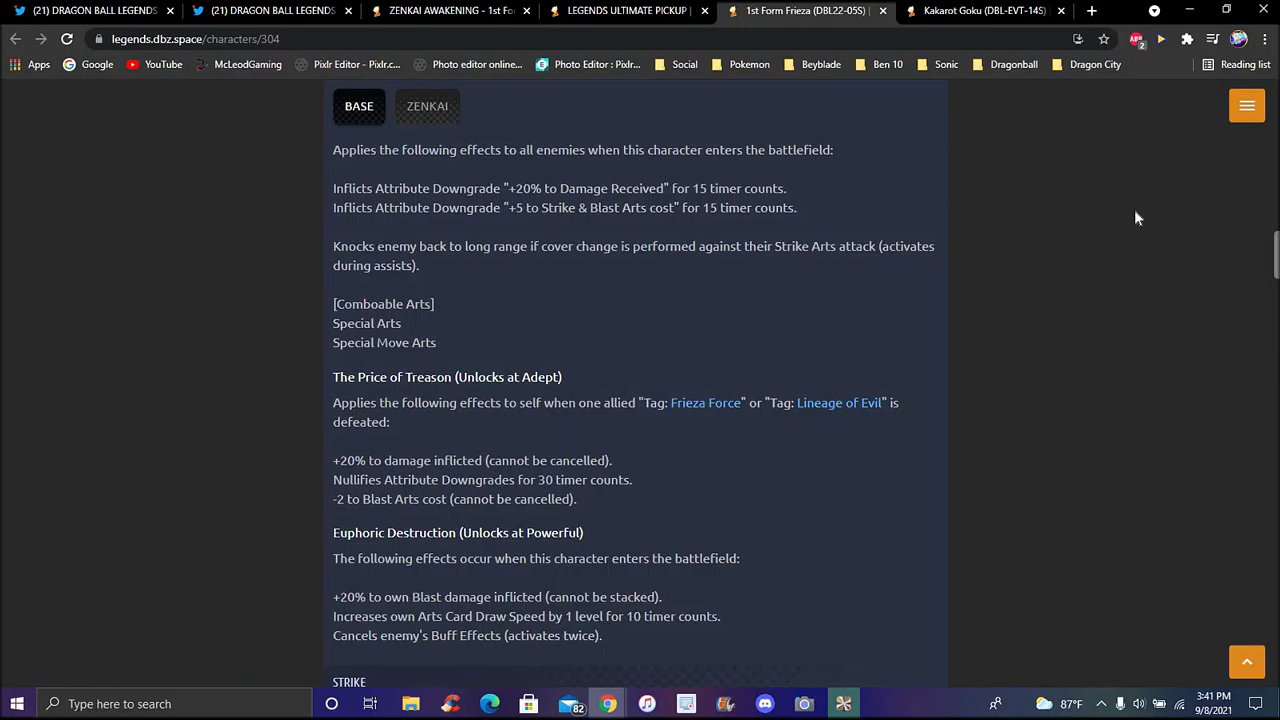 (21) DRAGON BALL LEGENDS
(21) DRAGON BALL LEGENDS
ZENKAI AWAKENING - 1st Fo
LEGENDS ULTIMATE PICKUP
1st Form Frieza (DBL22-05S)
Kakarot Goku (DBL-EVT-14S)
legends.dbz.space/characters/304
2
Apps
Google
YouTube
McLeodGaming
Pixlr Editor - Pixlr.c...
Photo editor online...
Photo Editor : Pixlr...
Social
Pokemon
Beyblade
Ben 10
Sonic
Dragonball
Dragon City
Reading list
BASE
ZENKAI
Applies the following effects to all enemies when this character enters the battlefield:
Inflicts Attribute Downgrade "+20% to Damage Received" for 15 timer counts.
Inflicts Attribute Downgrade "+5 to Strike & Blast Arts cost" for 15 timer counts.
Knocks enemy back to long range if cover change is performed against their Strike Arts attack (activates
during assists).
[Comboable Arts]
Special Arts
Special Move Arts
The Price of Treason (Unlocks at Adept)
Applies the following effects to self when one allied "Tag: Frieza Force" or "Tag: Lineage of Evil" is
defeated:
+20% to damage inflicted (cannot be cancelled).
Nullifies Attribute Downgrades for 30 timer counts.
-2 to Blast Arts cost (cannot be cancelled).
Euphoric Destruction (Unlocks at Powerful)
The following effects occur when this character enters the battlefield:
+20% to own Blast damage inflicted (cannot be stacked).
Increases own Arts Card Draw Speed by 1 level for 10 timer counts.
Cancels enemy's Buff Effects (activates twice).
STRIKE
Type here to search
82
87°F
3:41 PM
9/8/2021